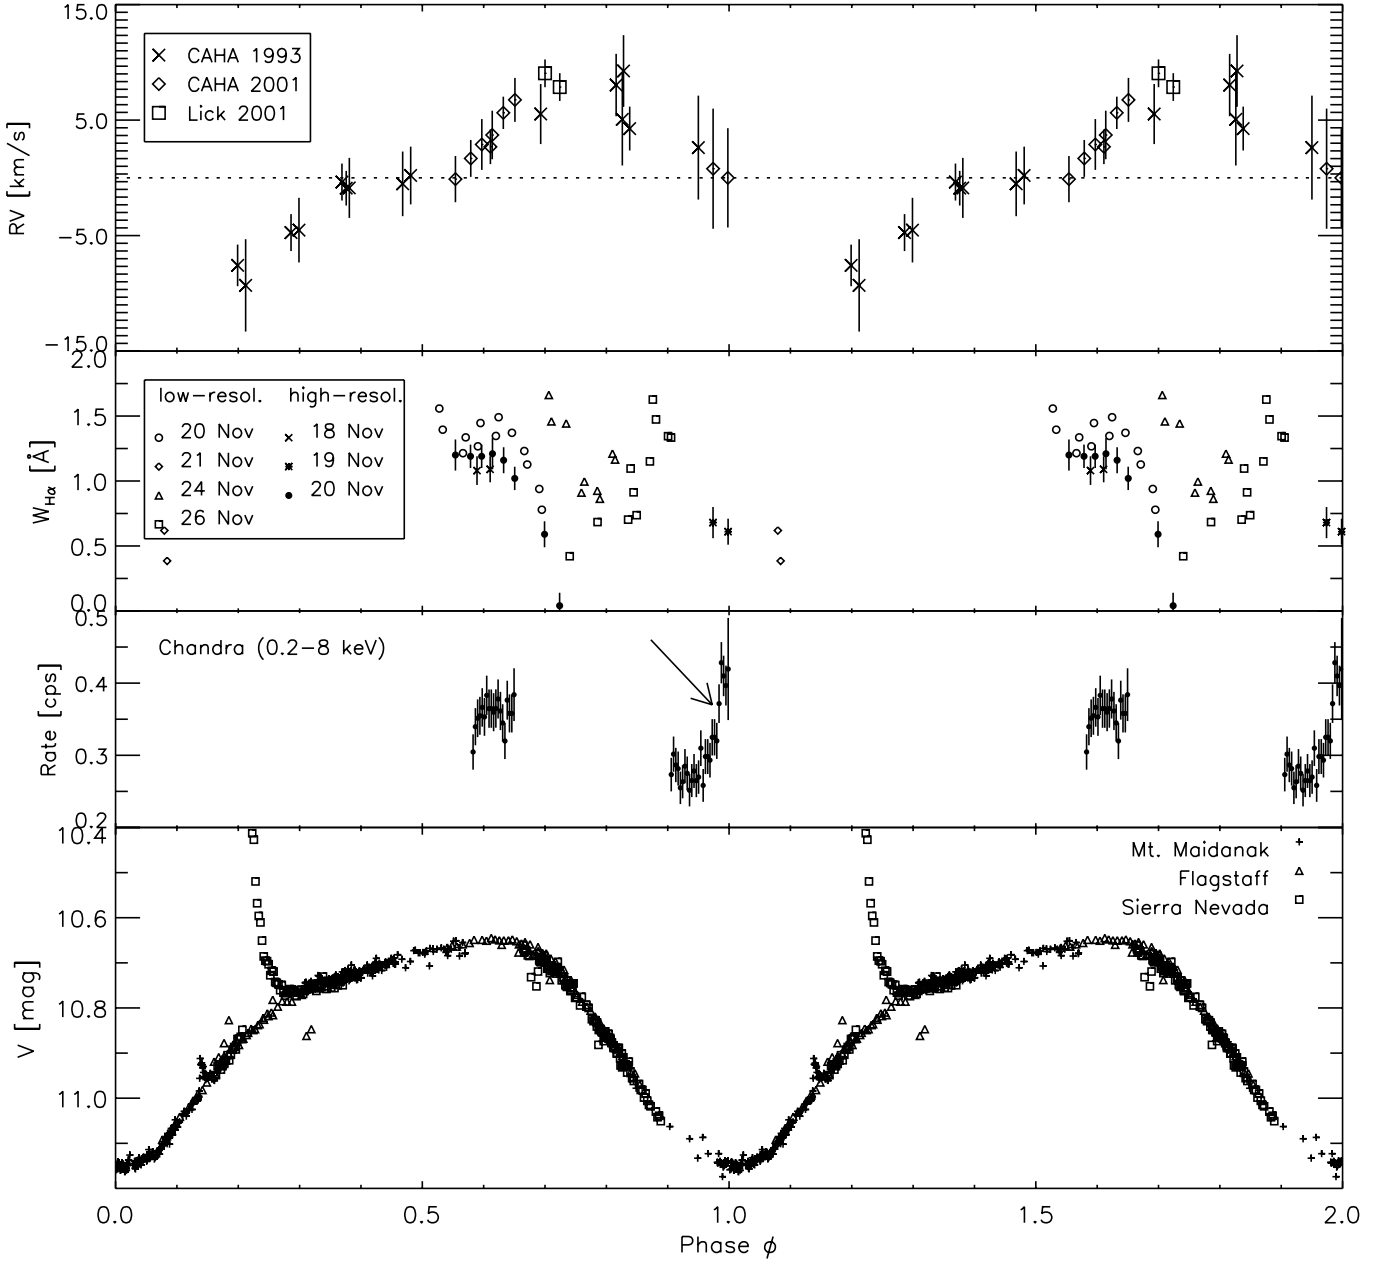 15.0
5.0
−5.0
−15.0
RV [km/s]
CAHA 1993
CAHA 2001
Lick 2001
2.0
1.5
1.0
0.5
0.0
W_Hα [Å]
low−resol. high−resol.
20 Nov 18 Nov
21 Nov 19 Nov
24 Nov 20 Nov
26 Nov
0.5
0.4
0.3
0.2
Rate [cps]
Chandra (0.2−8 keV)
10.4
10.6
10.8
11.0
V [mag]
Mt. Maidanak
Flagstaff
Sierra Nevada
0.0 0.5 1.0 1.5 2.0
Phase ϕ